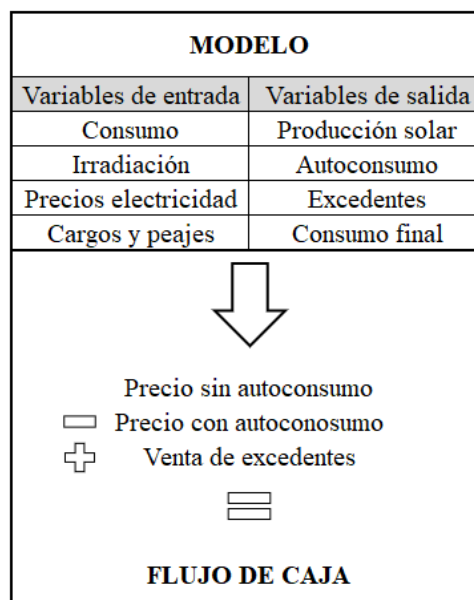 MODELO
Variables de entrada Variables de salida
Consumo Producción solar
Irradiación Autoconsumo
Precios electricidad Excedentes
Cargos y peajes Consumo final
Precio sin autoconsumo
Precio con autoconosumo
Venta de excedentes
FLUJO DE CAJA